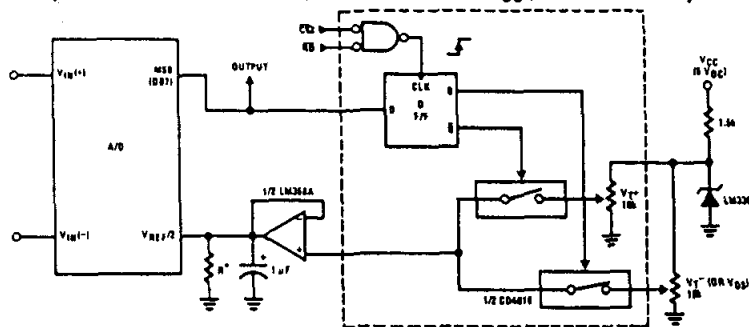 CS
RD
VIN(+)
MSB
(DB7)
OUTPUT
CLK
D
D
F/F
Q
Q
VCC
(5 VDC)
1.5k
A/D
1/2 LM358A
VT+
10k
VIN(-)
VREF/2
R*
+
1 µF
+
1/2 CD4016
VT- (OR VOS)
10k